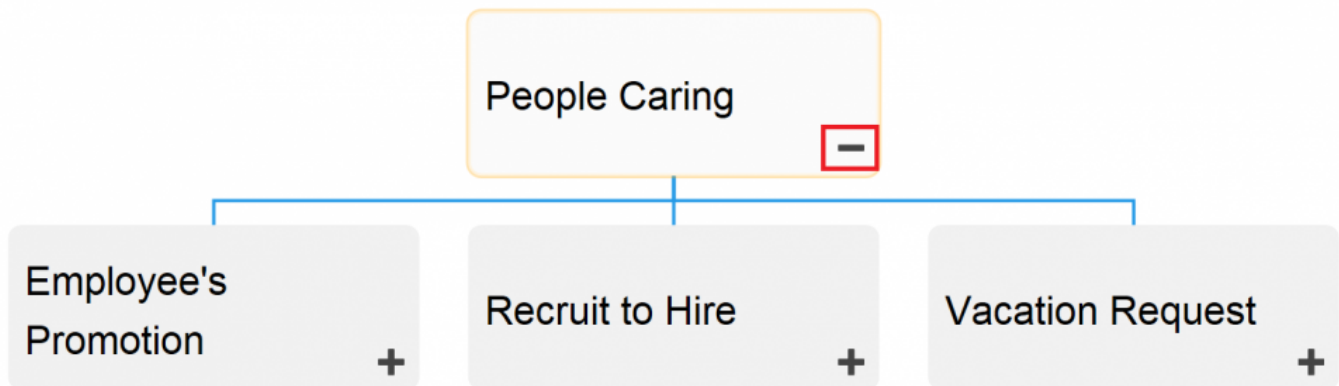 People Caring
Employee's
Promotion
Recruit to Hire
Vacation Request